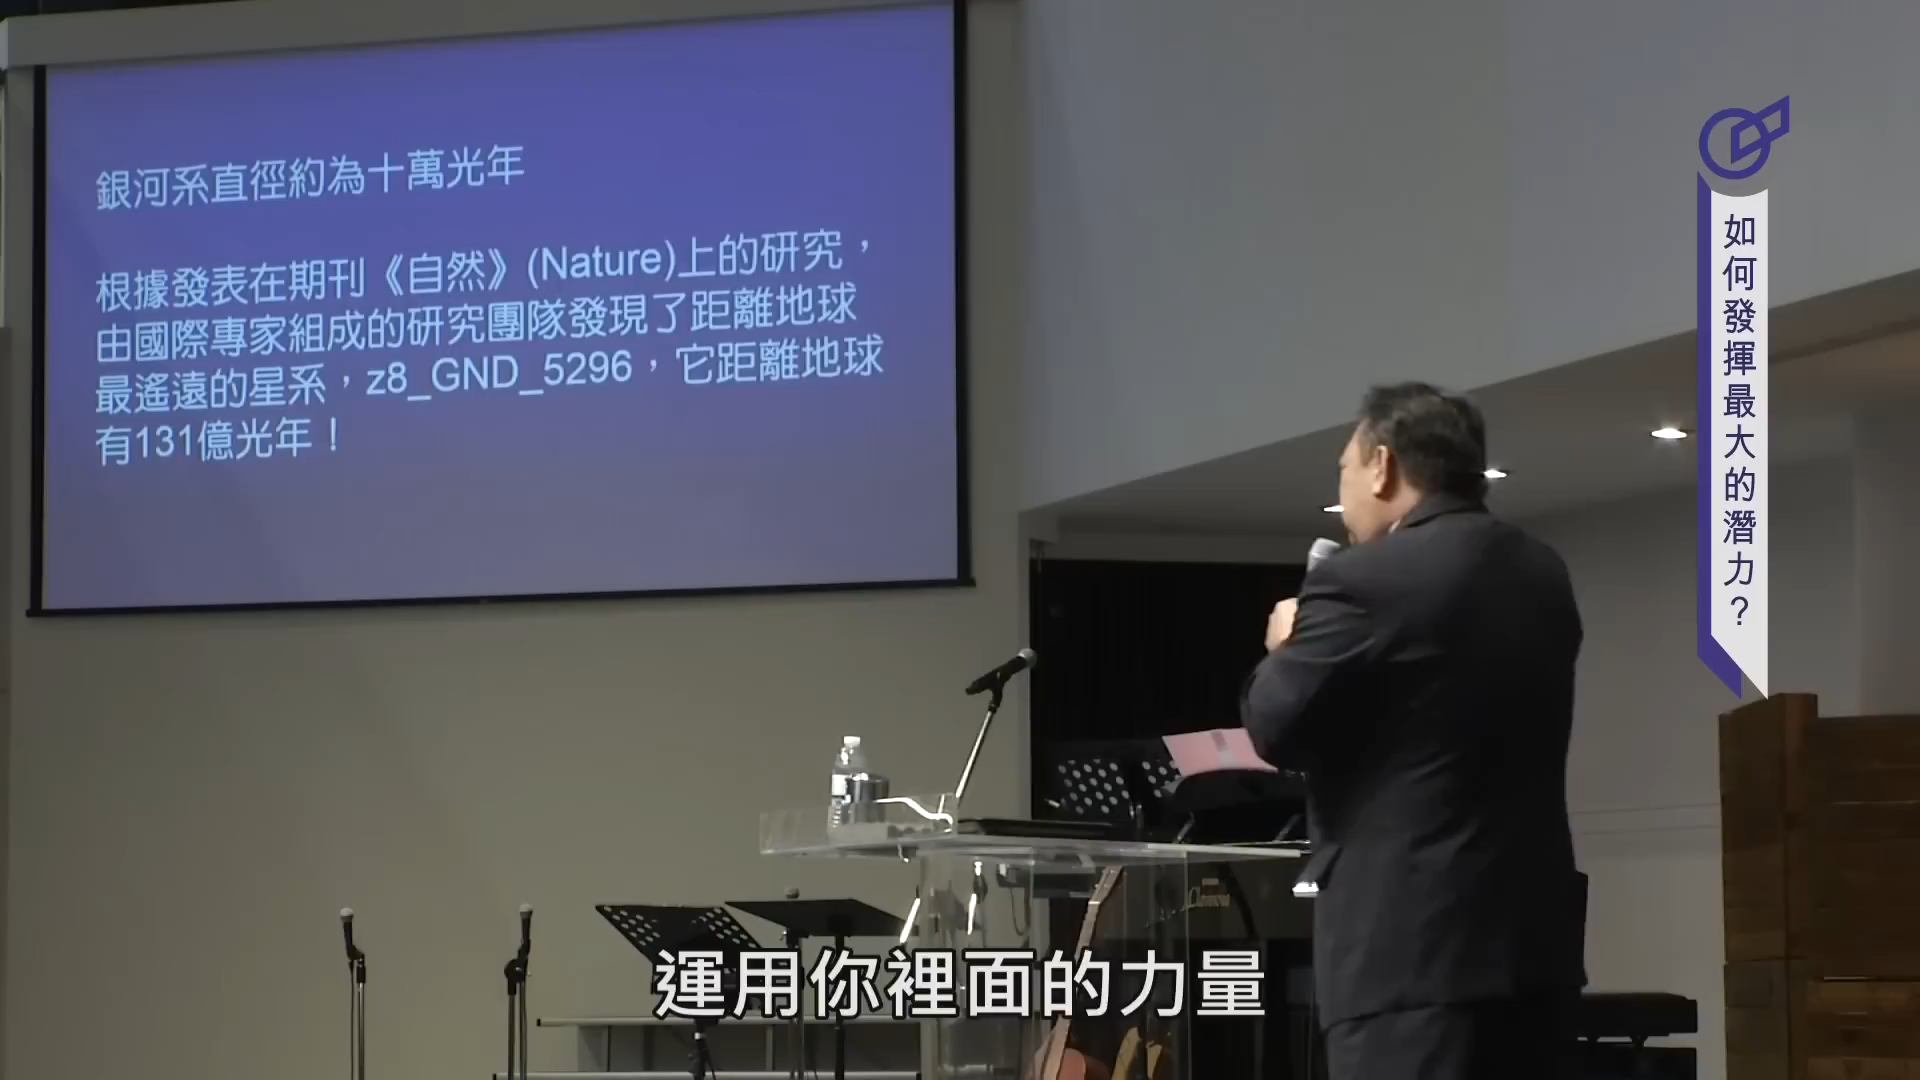 銀河系直徑約為十萬光年
根據發表在期刊《自然》(Nature)上的研究，
由國際專家組成的研究團隊發現了距離地球
最遙遠的星系，z8_GND_5296，它距離地球
有131億光年！
如何發揮最大的潛力？
運用你裡面的力量